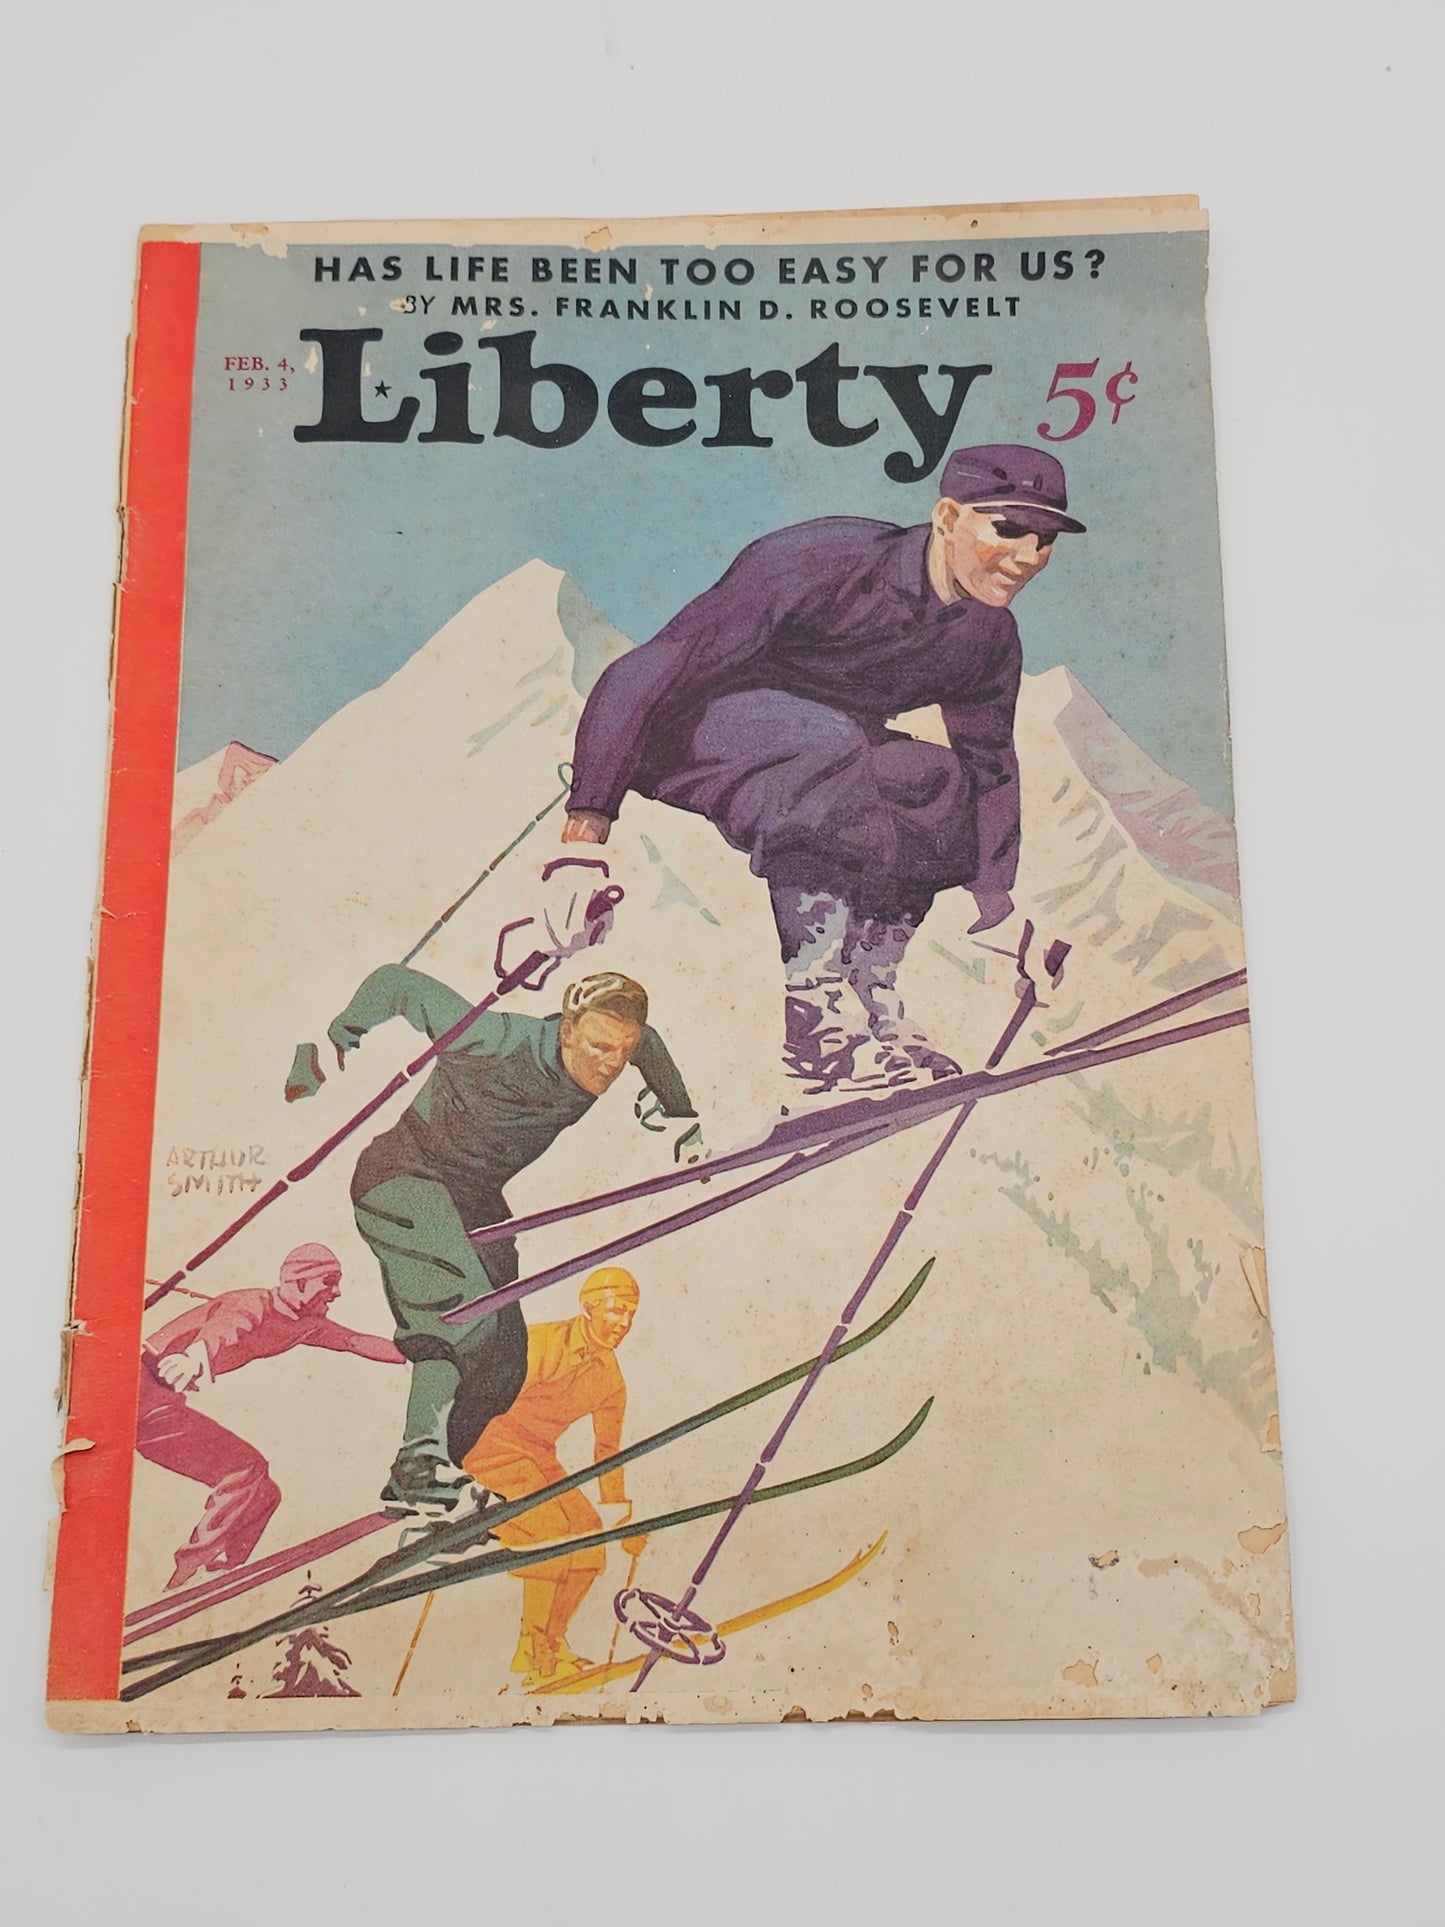 HAS LIFE BEEN TOO EASY FOR US?
BY MRS. FRANKLIN D. ROOSEVELT
FEB. 4,
1933
Liberty
5¢
ARTHUR
SMITH